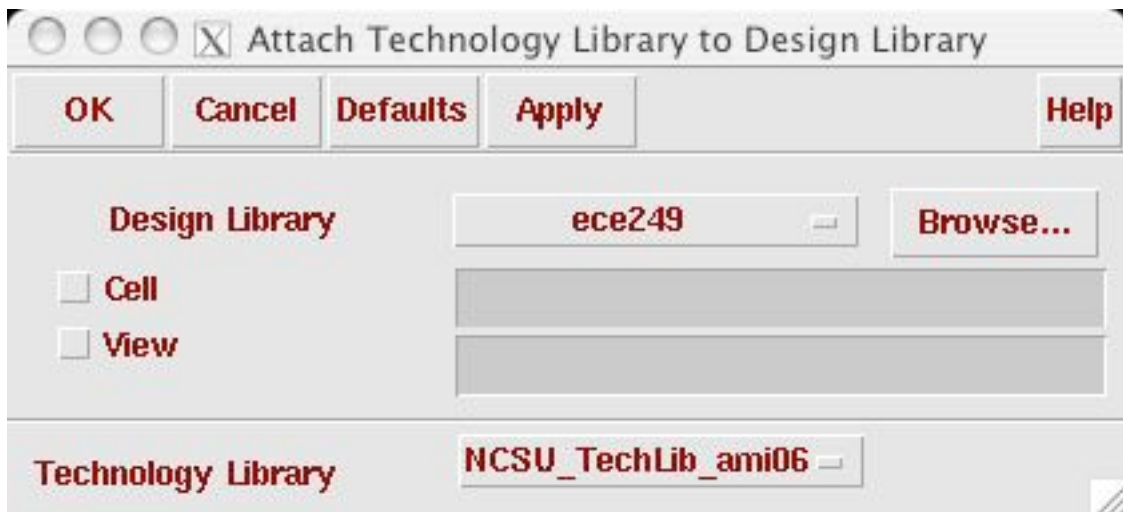 X Attach Technology Library to Design Library
OK Cancel Defaults Apply Help
Design Library ece249 Browse...
Cell
View
Technology Library NCSU_TechLib_ami06